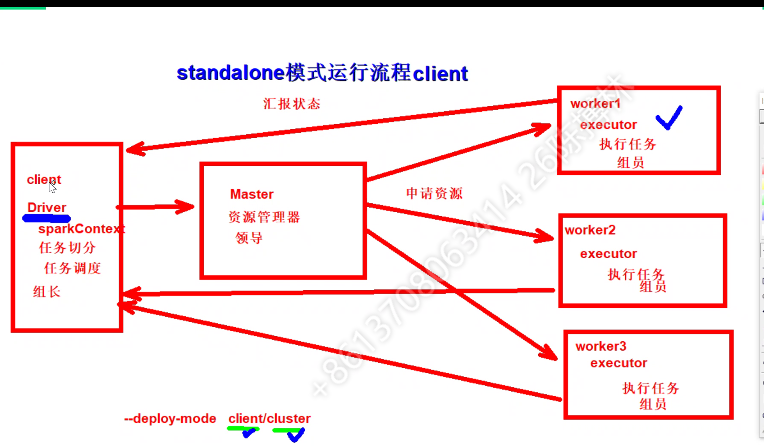 standalone模式运行流程client
汇报状态
client
Driver
sparkContext
任务切分
任务调度
组长
Master
资源管理器
领导
申请资源
worker1
executor
执行任务
组员
worker2
executor
执行任务
组员
worker3
executor
执行任务
组员
--deploy-mode client/cluster
+8613708063414 26